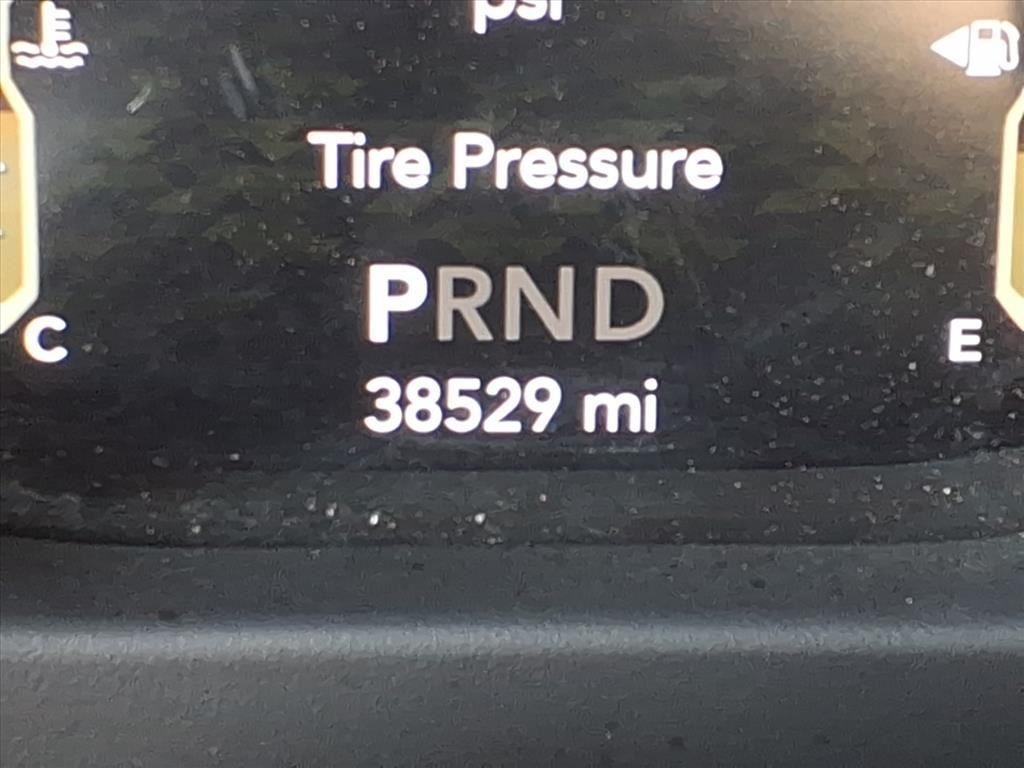 psi
Tire Pressure
PRND
C
E
38529 mi